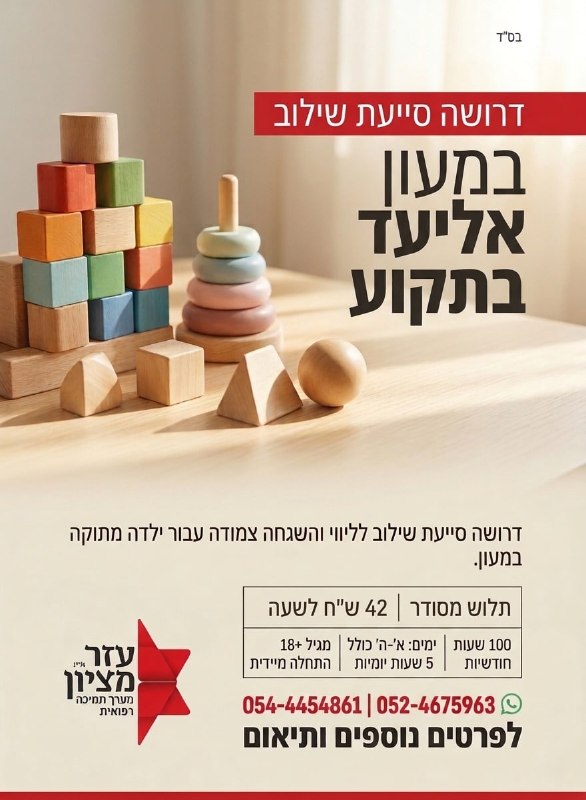 בס"ד
דרושה סייעת שילוב
במעון
אליעד
בתקוע
דרושה סייעת שילוב לליווי והשגחה צמודה עבור ילדה מתוקה
במעון.
תלוש מסודר | 42 ש"ח לשעה
100 שעות חודשיות | ימים: א'-ה' כולל 5 שעות יומיות | מגיל 18+ התחלה מיידית
054-4454861 | 052-4675963
לפרטים נוספים ותיאום
עזר
מציון
מערך תמיכה
רפואית